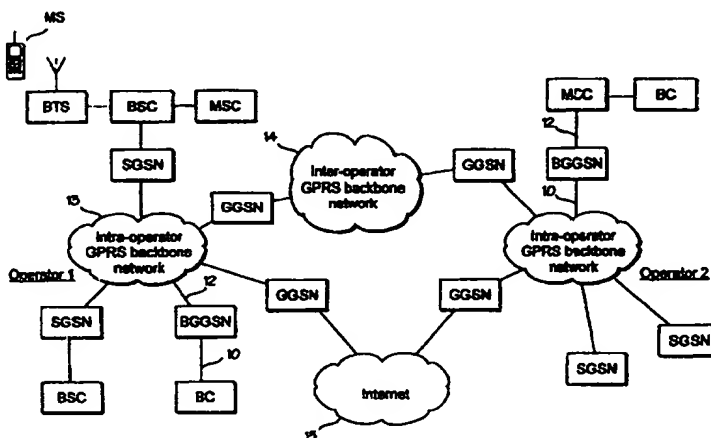 MS
BTS
BSC
MSC
SGSN
14
Inter-operator
GPRS backbone
network
GGSN
GGSN
MSC
BC
12
BGGSN
10
13
Intra-operator
GPRS backbone
network
Operator 1
Intra-operator
GPRS backbone
network
Operator 2
12
SGSN
BGGSN
10
BSC
BC
GGSN
GGSN
Internet
15
SGSN
SGSN